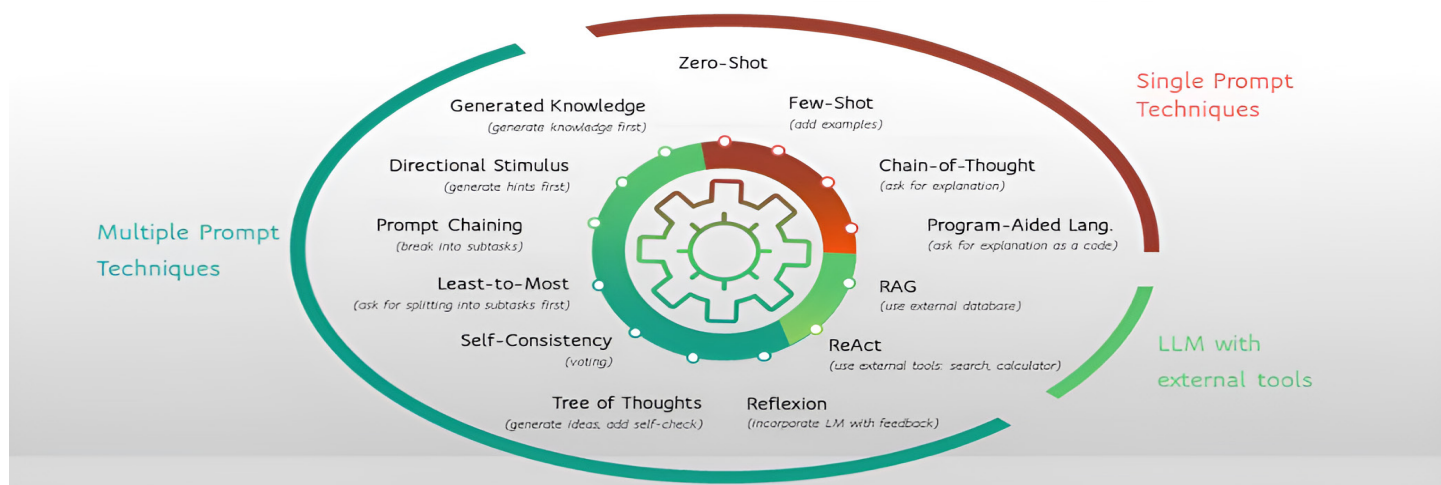 Zero-Shot
Generated Knowledge
(generate knowledge first)
Few-Shot
(add examples)
Single Prompt
Techniques
Directional Stimulus
(generate hints first)
Chain-of-Thought
(ask for explanation)
Multiple Prompt
Techniques
Prompt Chaining
(break into subtasks)
Program-Aided Lang.
(ask for explanation as a code)
Least-to-Most
(ask for splitting into subtasks first)
RAG
(use external database)
Self-Consistency
(voting)
ReAct
(use external tools: search, calculator)
LLM with
external tools
Tree of Thoughts
(generate ideas, add self-check)
Reflexion
(incorporate LM with feedback)